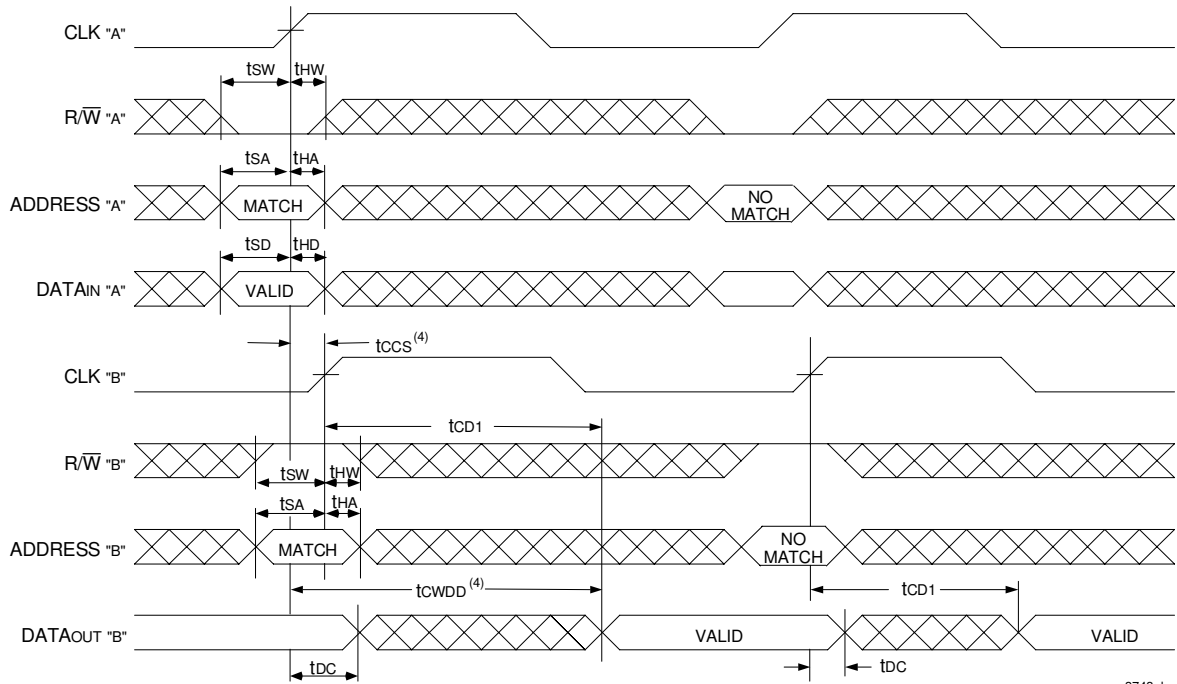 CLK "A"
tSW tHW
R/W̅ "A"
tSA tHA
ADDRESS "A" MATCH NO MATCH
tSD tHD
DATAIN "A" VALID
tCCS(4)
CLK "B"
tCD1
R/W̅ "B"
tSW tHW
tSA tHA
ADDRESS "B" MATCH NO MATCH
tCWDD(4) tCD1
DATAOUT "B" VALID VALID
tDC tDC